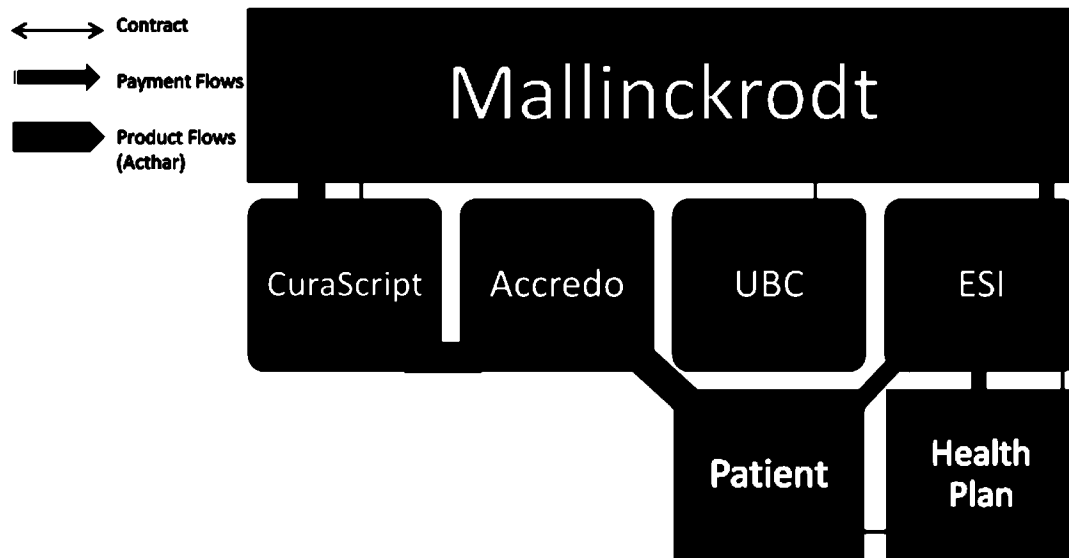 Contract
Payment Flows
Product Flows
(Acthar)
Mallinckrodt
CuraScript
Accredo
UBC
ESI
Patient
Health
Plan